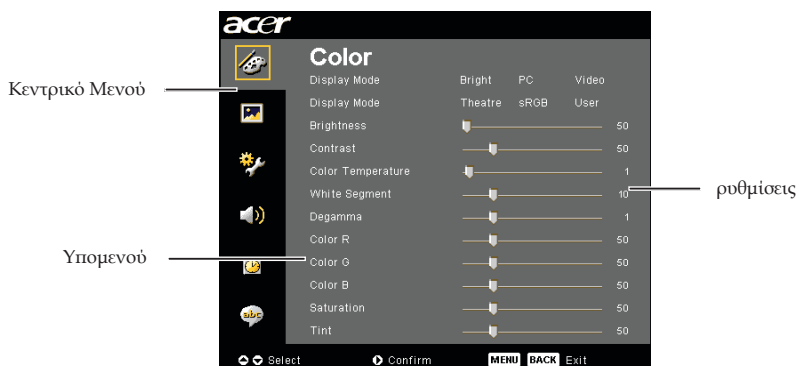 acer
Color
Display Mode Bright PC Video
Κεντρικό Μενού
Display Mode Theatre sRGB User
Brightness 50
Contrast 50
Color Temperature 1
White Segment 10
ρυθμίσεις
Degamma 1
Color R 50
Υπομενού
Color G 50
Color B 50
Saturation 50
abc
Tint 50
Select Confirm MENU BACK Exit